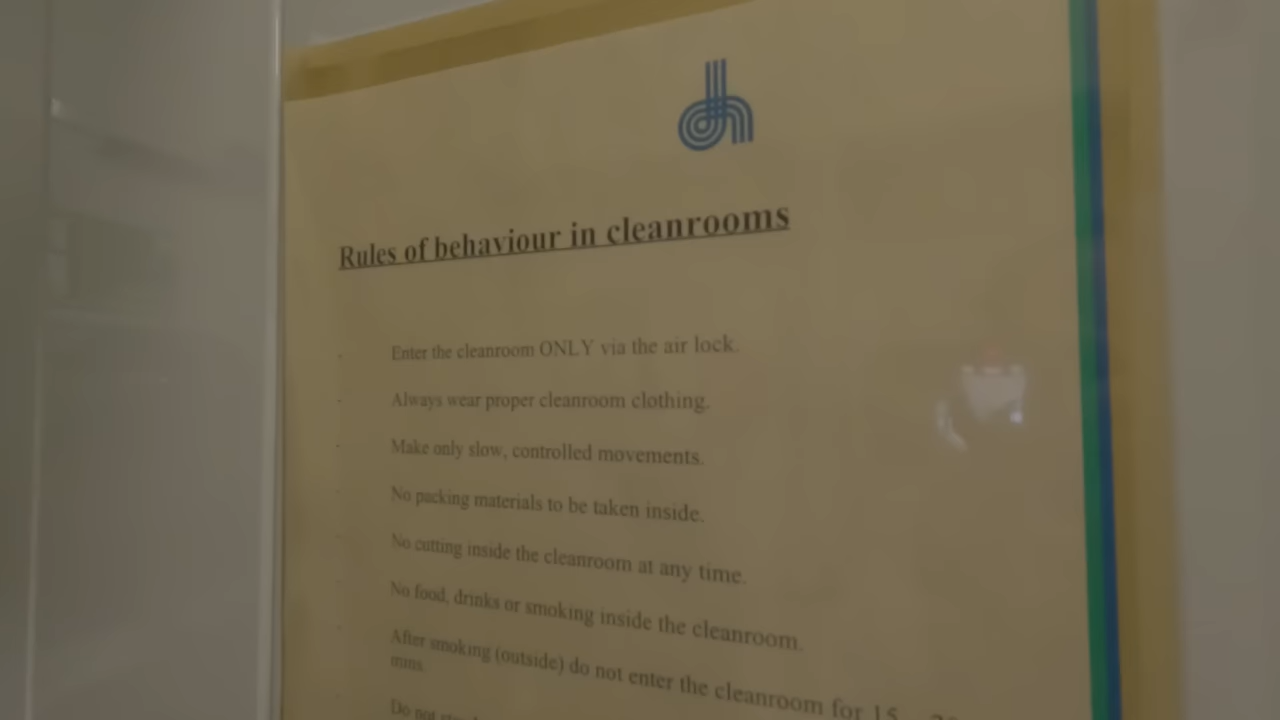 Rules of behaviour in cleanrooms
Enter the cleanroom ONLY via the air lock.
Always wear proper cleanroom clothing.
Make only slow, controlled movements.
No packing materials to be taken inside.
No cutting inside the cleanroom at any time.
No food, drinks or smoking inside the cleanroom.
After smoking (outside) do not enter the cleanroom for 15
mins.
Do not